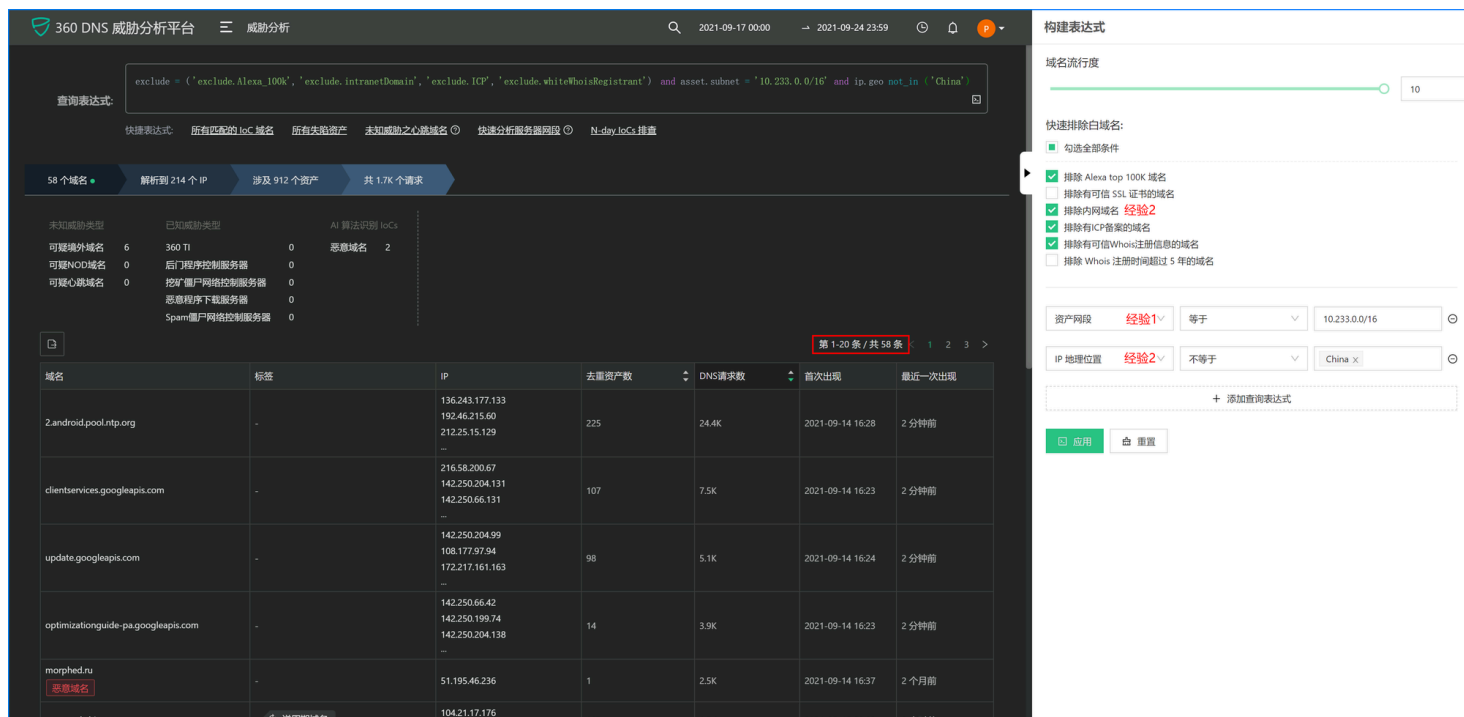 360 DNS 威胁分析平台
威胁分析
2021-09-17 00:00 → 2021-09-24 23:59
P
查询表达式:
exclude = ('exclude.Alexa_100k', 'exclude.intranetDomain', 'exclude.ICP', 'exclude.whiteWhoisRegistrant') and asset.subnet = '10.233.0.0/16' and ip.geo not_in ('China')
快捷表达式: 所有匹配的 IoC 域名 所有失陷资产 未知威胁之心跳域名 快速分析服务器网段 N-day IoCs 排查
58 个域名 解析到 214 个 IP 涉及 912 个资产 共 1.7K 个请求
未知威胁类型 已知威胁类型 AI 算法识别 IoCs
可疑境外域名 6 360 TI 0 恶意域名 2
可疑NOD域名 0 后门程序控制服务器 0
可疑心跳域名 0 挖矿僵尸网络控制服务器 0
恶意程序下载服务器 0
Spam僵尸网络控制服务器 0
第 1-20 条 / 共 58 条 < 1 2 3 >
域名 标签 IP 去重资产数 DNS请求数 首次出现 最近一次出现
136.243.177.133
192.46.215.60
2.android.pool.ntp.org - 212.25.15.129 225 24.4K 2021-09-14 16:28 2 分钟前
...
216.58.200.67
142.250.204.131
clientservices.googleapis.com - 142.250.66.131 107 7.5K 2021-09-14 16:23 2 分钟前
...
142.250.204.99
108.177.97.94
update.googleapis.com - 172.217.161.163 98 5.1K 2021-09-14 16:24 2 分钟前
...
142.250.66.42
142.250.199.74
optimizationguide-pa.googleapis.com - 142.250.204.138 14 3.9K 2021-09-14 16:23 2 分钟前
...
morphed.ru
恶意域名 - 51.195.46.236 1 2.5K 2021-09-14 16:37 2 个月前
104.21.17.176
构建表达式
域名流行度
10
快速排除白域名:
勾选全部条件
排除 Alexa top 100K 域名
排除有可信 SSL 证书的域名
排除内网域名 经验2
排除有ICP备案的域名
排除有可信Whois注册信息的域名
排除 Whois 注册时间超过 5 年的域名
资产网段 经验1 等于 10.233.0.0/16
IP 地理位置 经验2 不等于 China ×
+ 添加查询表达式
应用 重置